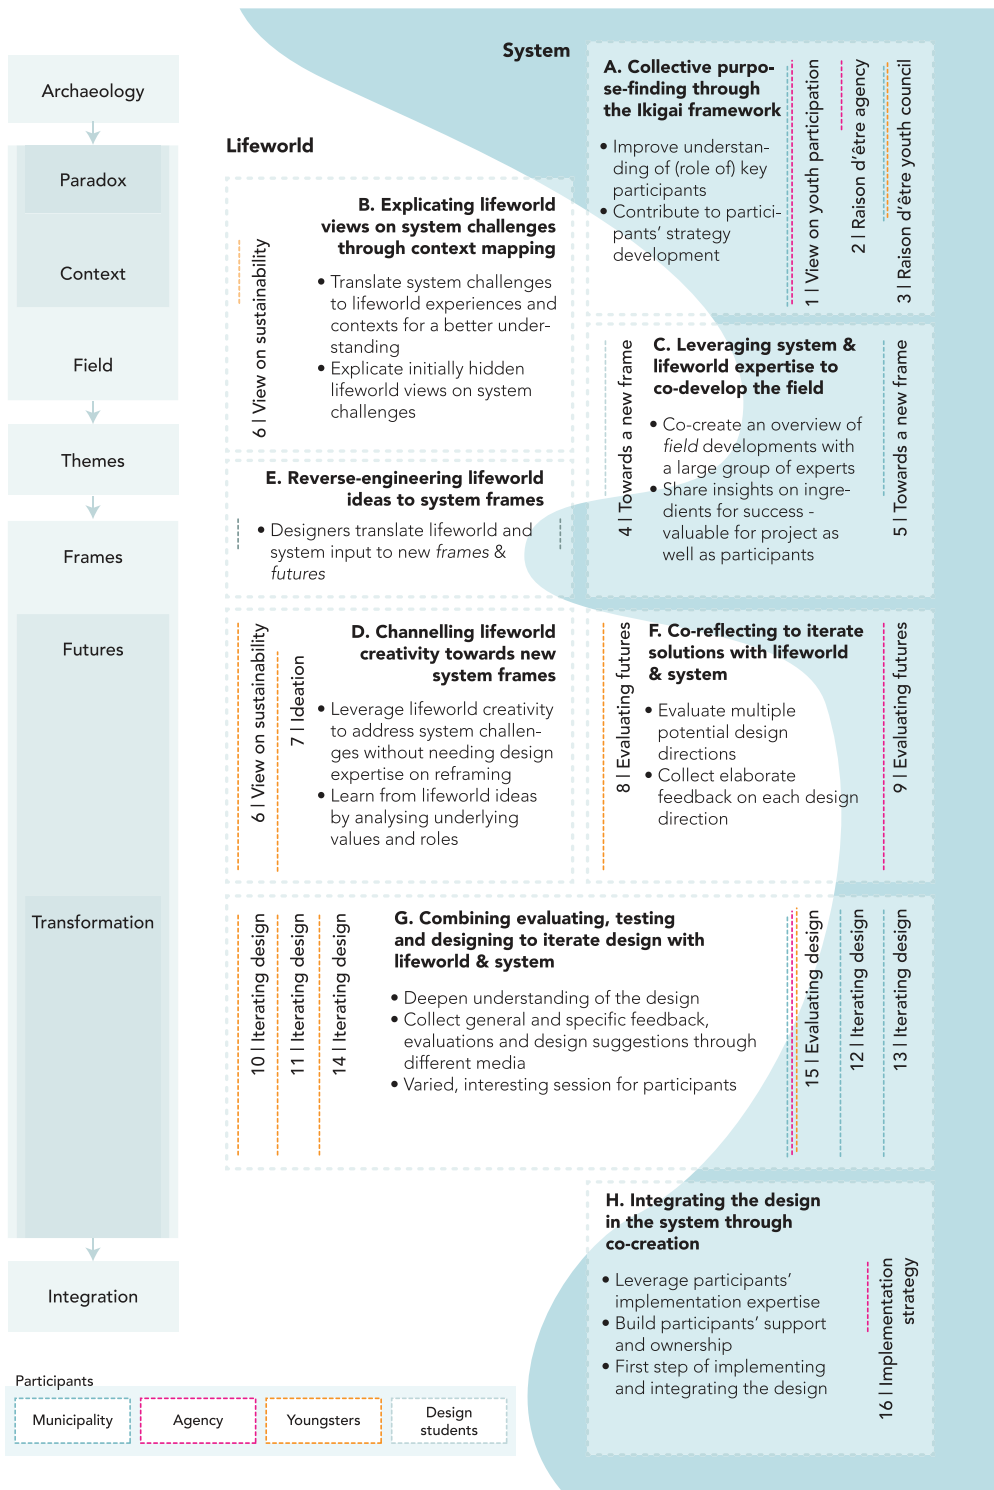 System
Lifeworld
Archaeology
Paradox
Context
Field
Themes
Frames
Futures
Transformation
Integration
A. Collective purpo-
se-finding through
the Ikigai framework
• Improve understan-
ding of (role of) key
participants
• Contribute to partici-
pants’ strategy
development
1 | View on youth participation
2 | Raison d’être agency
3 | Raison d’être youth council
6 | View on sustainability
B. Explicating lifeworld
views on system challenges
through context mapping
• Translate system challenges
to lifeworld experiences and
contexts for a better under-
standing
• Explicate initially hidden
lifeworld views on system
challenges
4 | Towards a new frame
C. Leveraging system &
lifeworld expertise to
co-develop the field
• Co-create an overview of
field developments with
a large group of experts
• Share insights on ingre-
dients for success -
valuable for project as
well as participants
5 | Towards a new frame
E. Reverse-engineering lifeworld
ideas to system frames
• Designers translate lifeworld and
system input to new frames &
futures
6 | View on sustainability
7 | Ideation
D. Channelling lifeworld
creativity towards new
system frames
• Leverage lifeworld creativity
to address system challen-
ges without needing design
expertise on reframing
• Learn from lifeworld ideas
by analysing underlying
values and roles
8 | Evaluating futures
F. Co-reflecting to iterate
solutions with lifeworld
& system
• Evaluate multiple
potential design
directions
• Collect elaborate
feedback on each design
direction
9 | Evaluating futures
10 | Iterating design
11 | Iterating design
14 | Iterating design
G. Combining evaluating, testing
and designing to iterate design with
lifeworld & system
• Deepen understanding of the design
• Collect general and specific feedback,
evaluations and design suggestions through
different media
• Varied, interesting session for participants
15 | Evaluating design
12 | Iterating design
13 | Iterating design
H. Integrating the design
in the system through
co-creation
• Leverage participants’
implementation expertise
• Build participants’ support
and ownership
• First step of implementing
and integrating the design
16 | Implementation
strategy
Participants
Municipality
Agency
Youngsters
Design
students